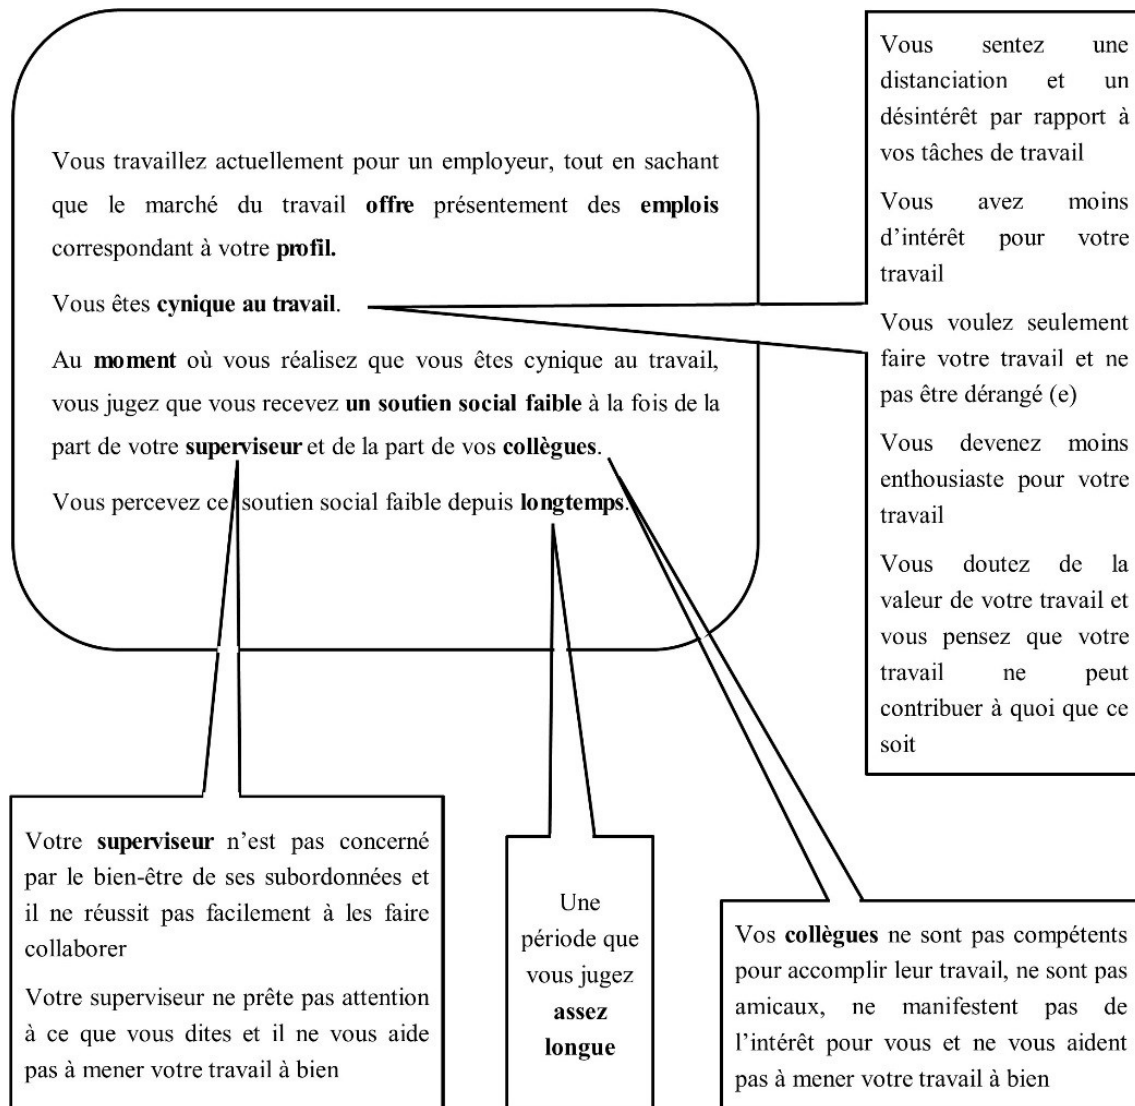 Vous travaillez actuellement pour un employeur, tout en sachant
que le marché du travail offre présentement des emplois
correspondant à votre profil.
Vous êtes cynique au travail.
Au moment où vous réalisez que vous êtes cynique au travail,
vous jugez que vous recevez un soutien social faible à la fois de la
part de votre superviseur et de la part de vos collègues.
Vous percevez ce soutien social faible depuis longtemps.
Vous sentez une
distanciation et un
désintérêt par rapport à
vos tâches de travail
Vous avez moins
d’intérêt pour votre
travail
Vous voulez seulement
faire votre travail et ne
pas être dérangé (e)
Vous devenez moins
enthousiaste pour votre
travail
Vous doutez de la
valeur de votre travail et
vous pensez que votre
travail ne peut
contribuer à quoi que ce
soit
Votre superviseur n’est pas concerné
par le bien-être de ses subordonnées et
il ne réussit pas facilement à les faire
collaborer
Votre superviseur ne prête pas attention
à ce que vous dites et il ne vous aide
pas à mener votre travail à bien
Une
période que
vous jugez
assez
longue
Vos collègues ne sont pas compétents
pour accomplir leur travail, ne sont pas
amicaux, ne manifestent pas de
l’intérêt pour vous et ne vous aident
pas à mener votre travail à bien